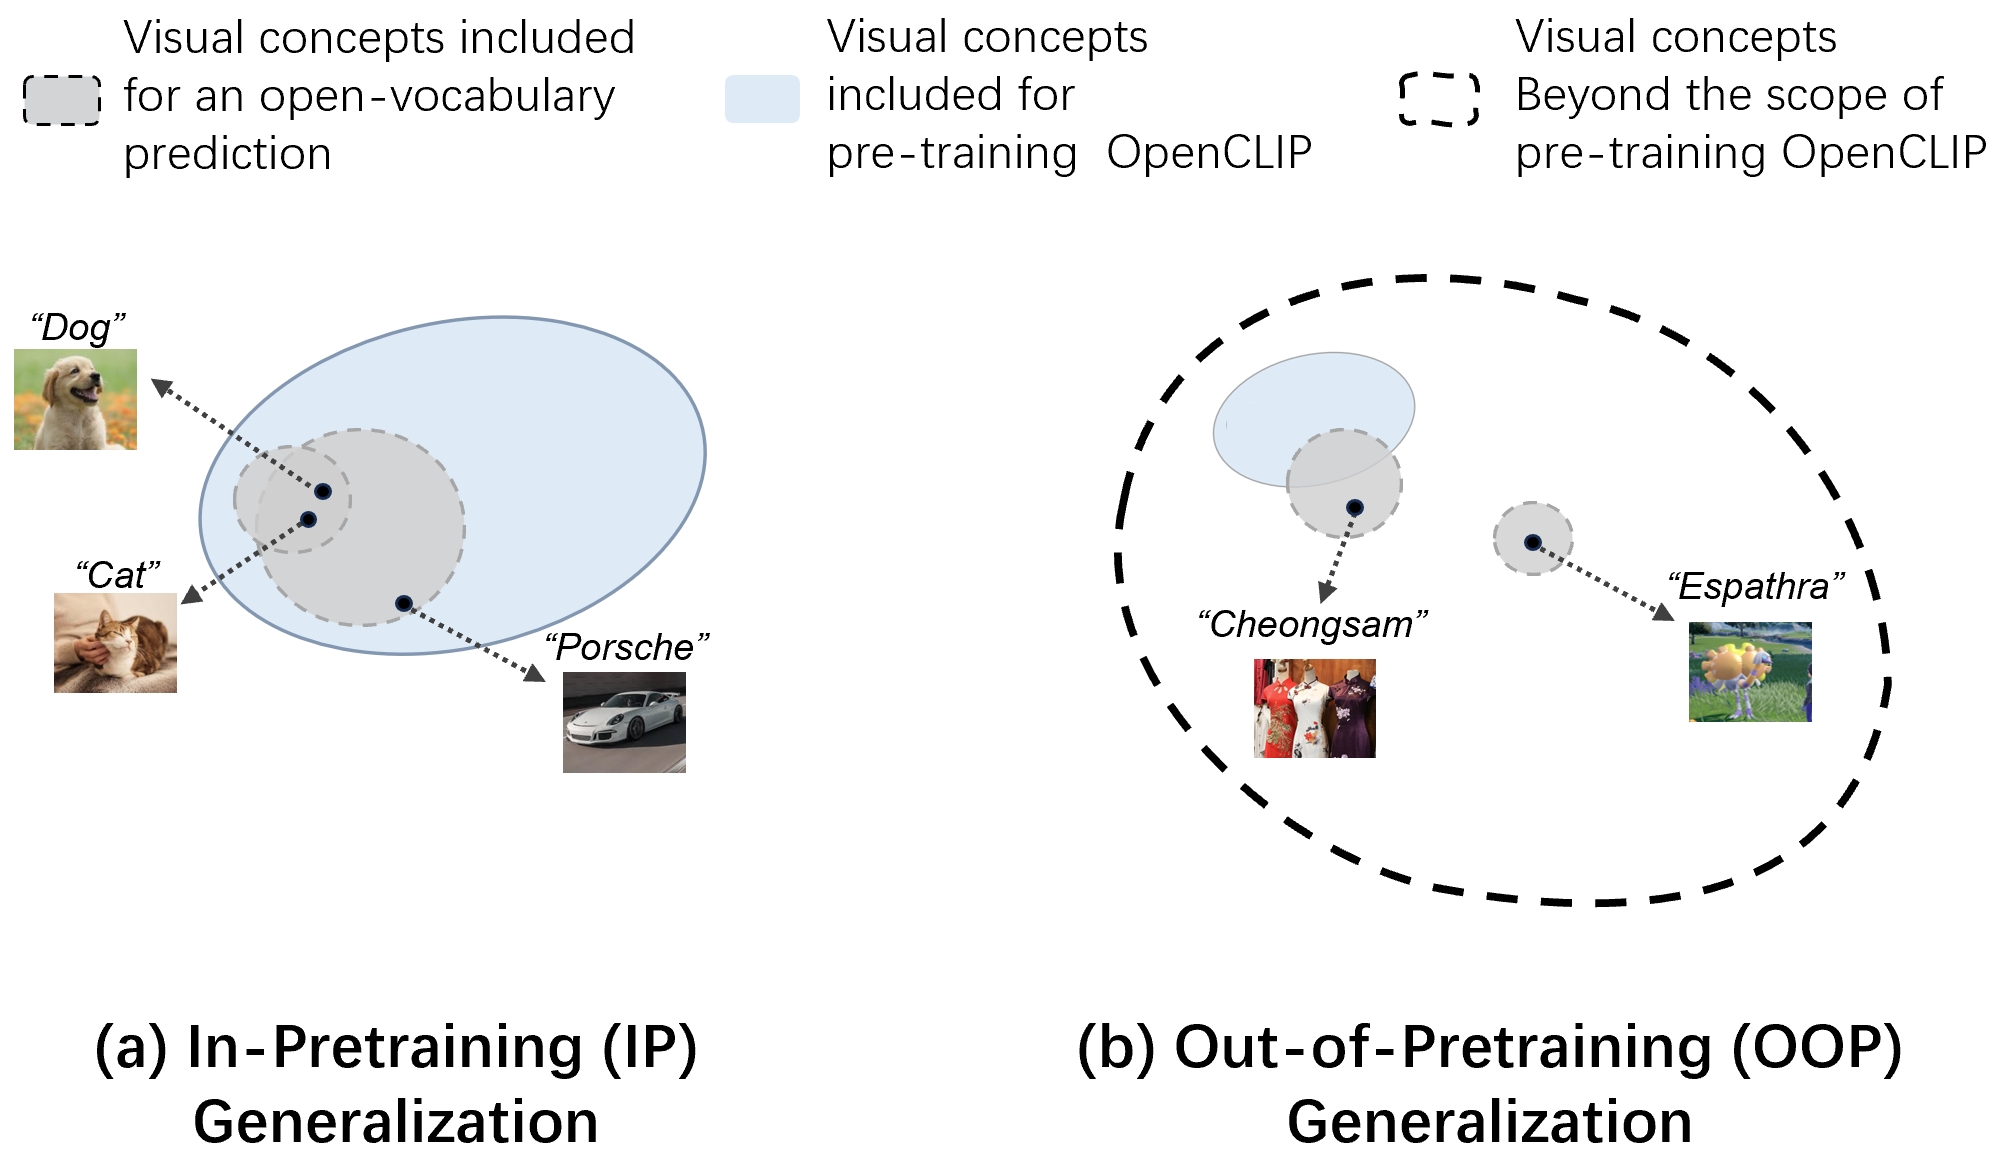 Visual concepts included
for an open-vocabulary
prediction
Visual concepts
included for
pre-training OpenCLIP
Visual concepts
Beyond the scope of
pre-training OpenCLIP
“Dog”
“Cat”
“Porsche”
“Cheongsam”
“Espathra”
(a) In-Pretraining (IP)
Generalization
(b) Out-of-Pretraining (OOP)
Generalization